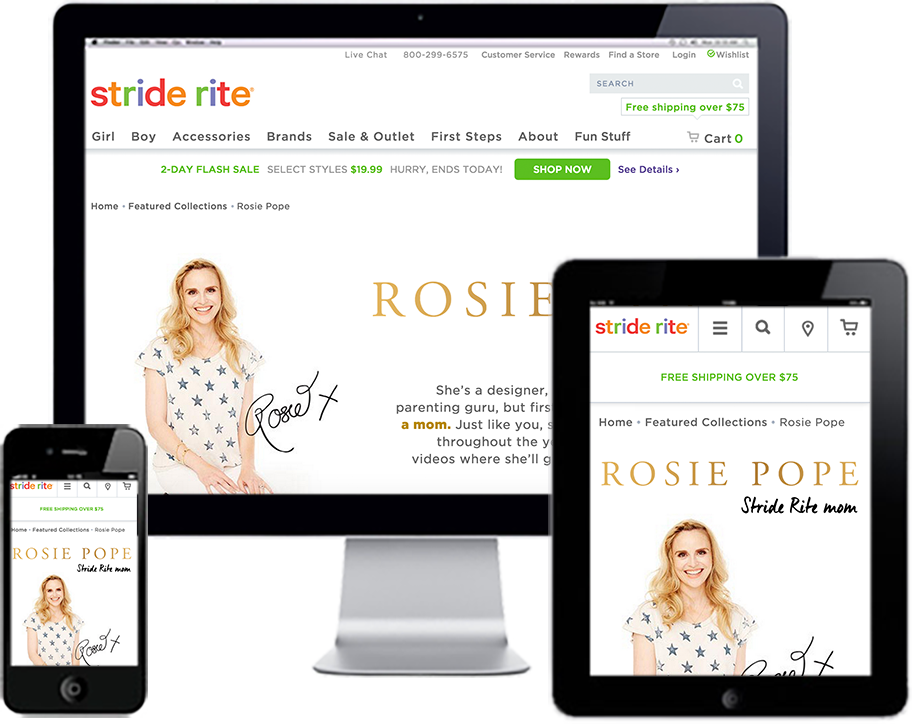 Live Chat 800-299-6575 Customer Service Rewards Find a Store Login Wishlist
stride rite
SEARCH
Free shipping over $75
Girl Boy Accessories Brands Sale & Outlet First Steps About Fun Stuff Cart 0
2-DAY FLASH SALE SELECT STYLES $19.99 HURRY, ENDS TODAY! SHOP NOW See Details ›
Home • Featured Collections • Rosie Pope
ROSIE
She's a designer,
parenting guru, but firs
a mom. Just like you, s
throughout the ye
videos where she'll g
Rosie x
stride rite
FREE SHIPPING OVER $75
Home • Featured Collections • Rosie Pope
ROSIE POPE
Stride Rite mom
Rosie x
stride rite
FREE SHIPPING OVER $75
Home • Featured Collections • Rosie Pope
ROSIE POPE
Stride Rite mom